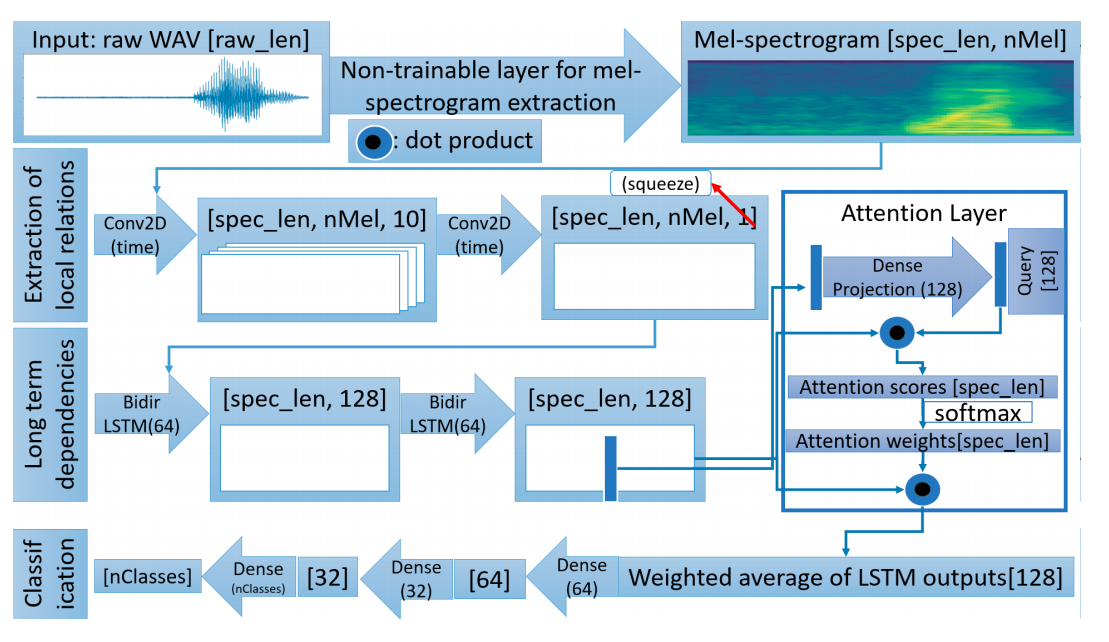 Input: raw WAV [raw_len]
Non-trainable layer for mel-
spectrogram extraction
Mel-spectrogram [spec_len, nMel]
: dot product
Extraction of
local relations
Conv2D
(time)
[spec_len, nMel, 10]
Conv2D
(time)
(squeeze)
[spec_len, nMel, 1]
Attention Layer
Dense
Projection (128)
Query
[128]
Attention scores [spec_len]
softmax
Attention weights[spec_len]
Long term
dependencies
Bidir
LSTM(64)
[spec_len, 128]
Bidir
LSTM(64)
[spec_len, 128]
Classif
ication
[nClasses]
Dense
(nClasses)
[32]
Dense
(32)
[64]
Dense
(64)
Weighted average of LSTM outputs[128]